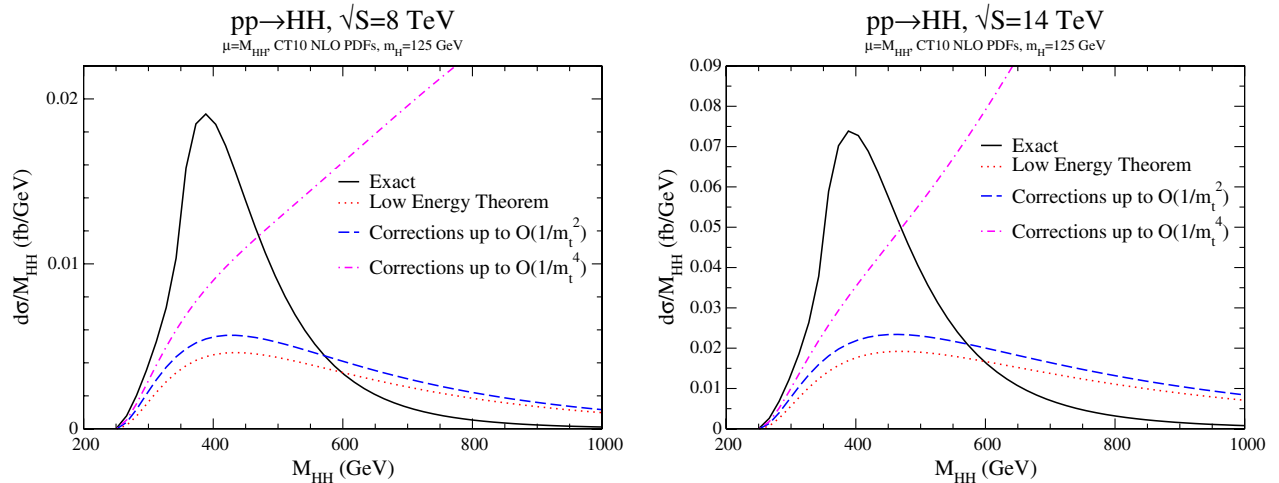 pp→HH, √S=8 TeV
μ=M_HH, CT10 NLO PDFs, m_H=125 GeV
0.02
0.01
0
dσ/M_HH (fb/GeV)
Exact
Low Energy Theorem
Corrections up to O(1/m_t^2)
Corrections up to O(1/m_t^4)
200 400 600 800 1000
M_HH (GeV)
pp→HH, √S=14 TeV
μ=M_HH, CT10 NLO PDFs, m_H=125 GeV
0.09
0.08
0.07
0.06
0.05
0.04
0.03
0.02
0.01
0
dσ/M_HH (fb/GeV)
Exact
Low Energy Theorem
Corrections up to O(1/m_t^2)
Corrections up to O(1/m_t^4)
200 400 600 800 1000
M_HH (GeV)